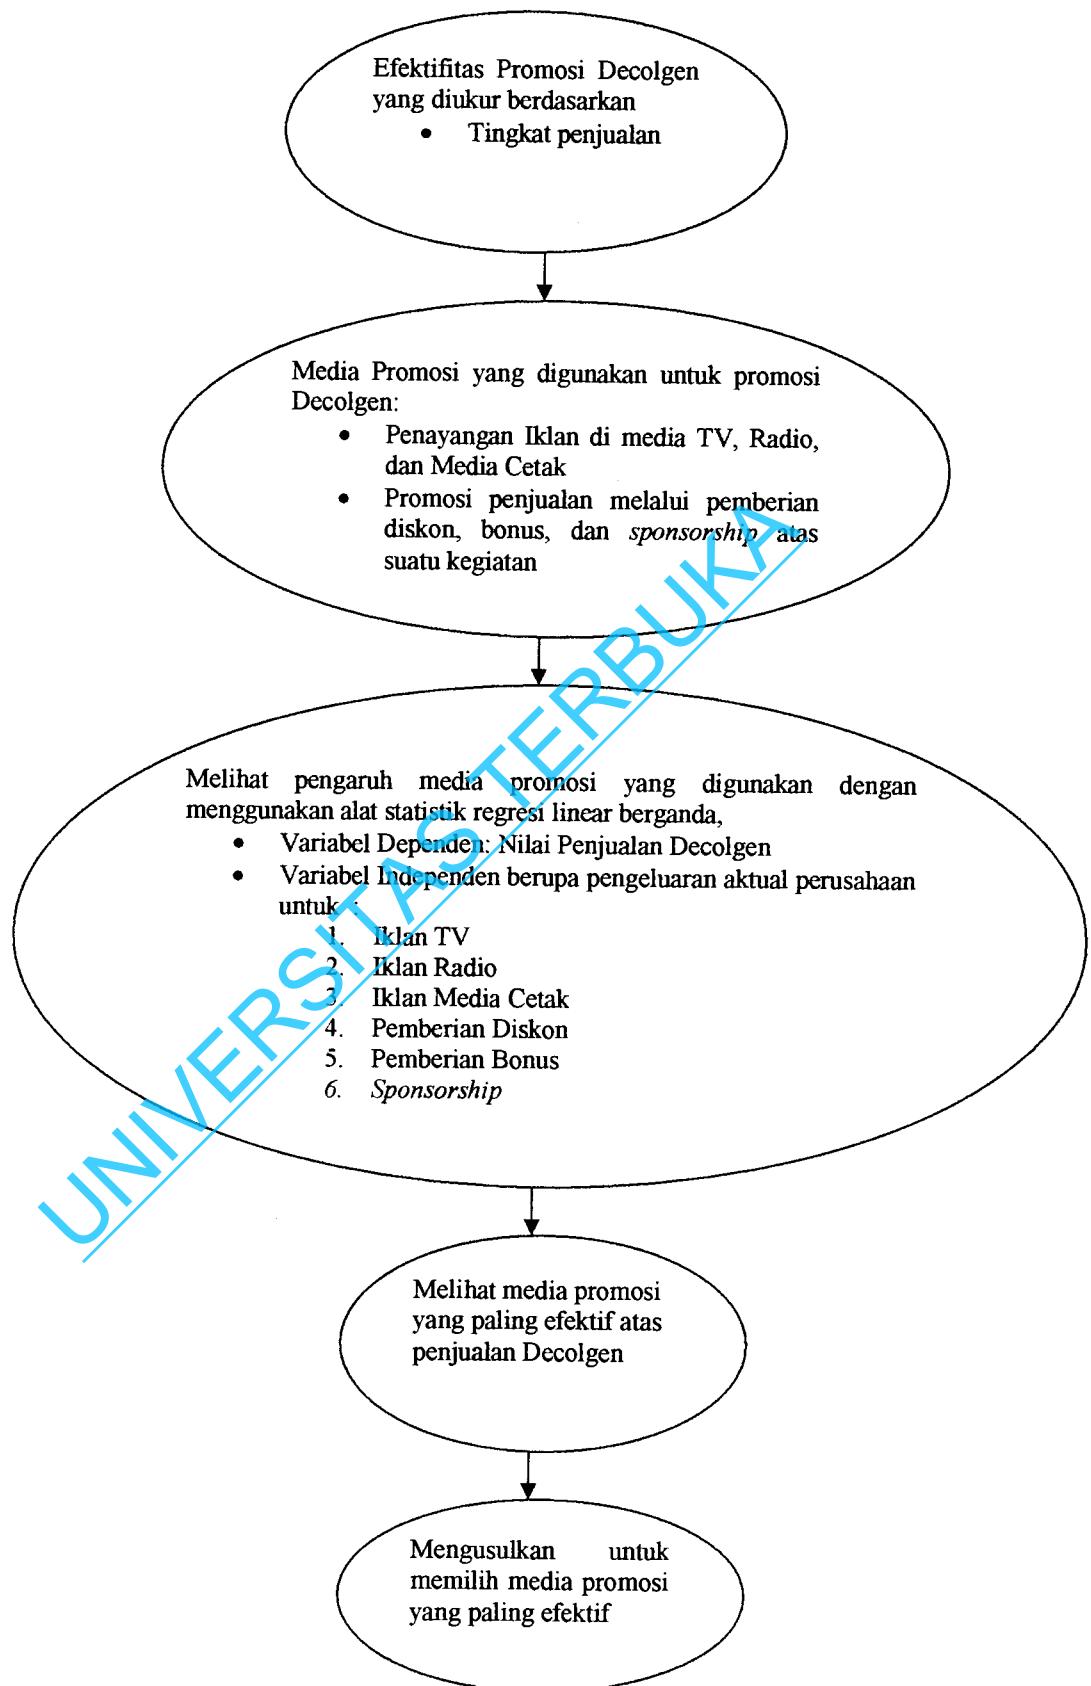 Efektifitas Promosi Decolgen
yang diukur berdasarkan
• Tingkat penjualan
Media Promosi yang digunakan untuk promosi
Decolgen:
• Penayangan Iklan di media TV, Radio,
dan Media Cetak
• Promosi penjualan melalui pemberian
diskon, bonus, dan sponsorship atas
suatu kegiatan
Melihat pengaruh media promosi yang digunakan dengan
menggunakan alat statistik regresi linear berganda,
• Variabel Dependen: Nilai Penjualan Decolgen
• Variabel Independen berupa pengeluaran aktual perusahaan
untuk :
1. Iklan TV
2. Iklan Radio
3. Iklan Media Cetak
4. Pemberian Diskon
5. Pemberian Bonus
6. Sponsorship
Melihat media promosi
yang paling efektif atas
penjualan Decolgen
Mengusulkan untuk
memilih media promosi
yang paling efektif
UNIVERSITAS TERBUKA